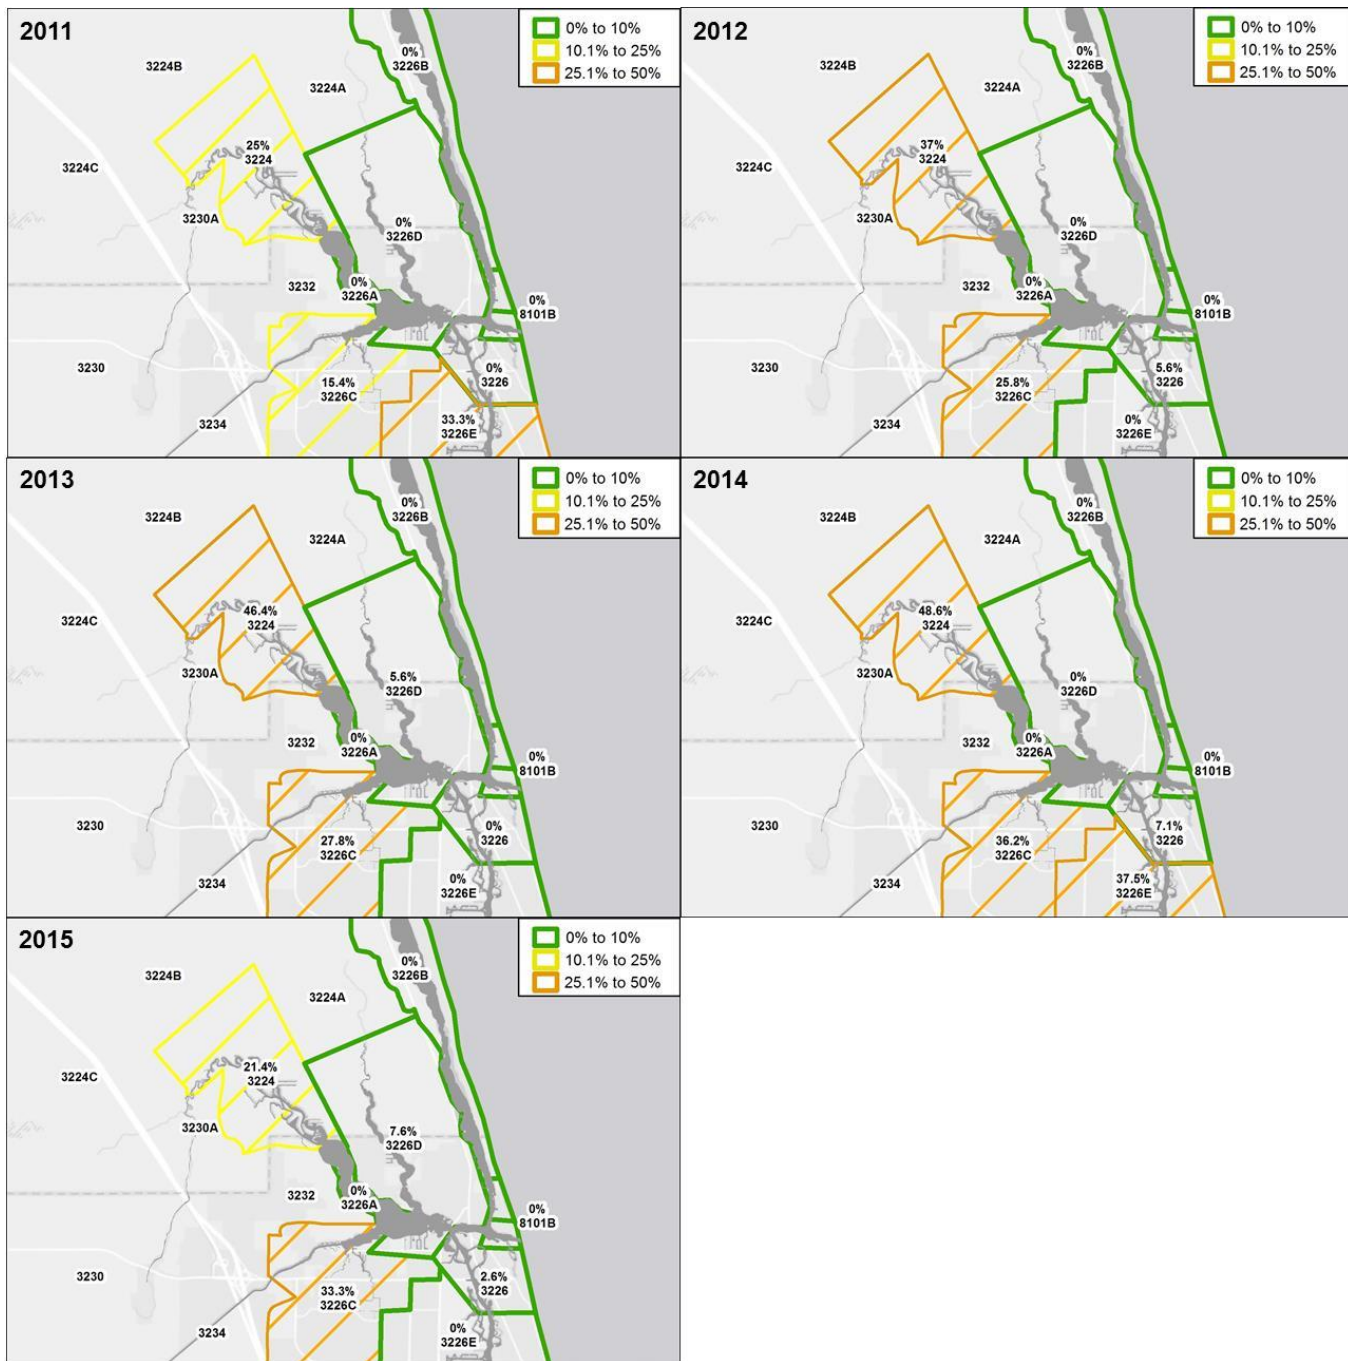 2011
0% to 10%
10.1% to 25%
25.1% to 50%
0%
3226B
3224B
3224A
25%
3224
3224C
3230A
0%
3226D
3232
0%
3226A
0%
8101B
3230
15.4%
3226C
0%
3226
3234
33.3%
3226E
2012
0% to 10%
10.1% to 25%
25.1% to 50%
0%
3226B
3224B
3224A
37%
3224
3224C
3230A
0%
3226D
3232
0%
3226A
0%
8101B
3230
25.8%
3226C
5.6%
3226
3234
0%
3226E
2013
0% to 10%
10.1% to 25%
25.1% to 50%
0%
3226B
3224B
3224A
46.4%
3224
3224C
3230A
5.6%
3226D
3232
0%
3226A
0%
8101B
3230
27.8%
3226C
0%
3226
3234
0%
3226E
2014
0% to 10%
10.1% to 25%
25.1% to 50%
0%
3226B
3224B
3224A
48.6%
3224
3224C
3230A
0%
3226D
3232
0%
3226A
0%
8101B
3230
36.2%
3226C
7.1%
3226
3234
37.5%
3226E
2015
0% to 10%
10.1% to 25%
25.1% to 50%
0%
3226B
3224B
3224A
21.4%
3224
3224C
3230A
7.6%
3226D
3232
0%
3226A
0%
8101B
3230
33.3%
3226C
2.6%
3226
3234
0%
3226E